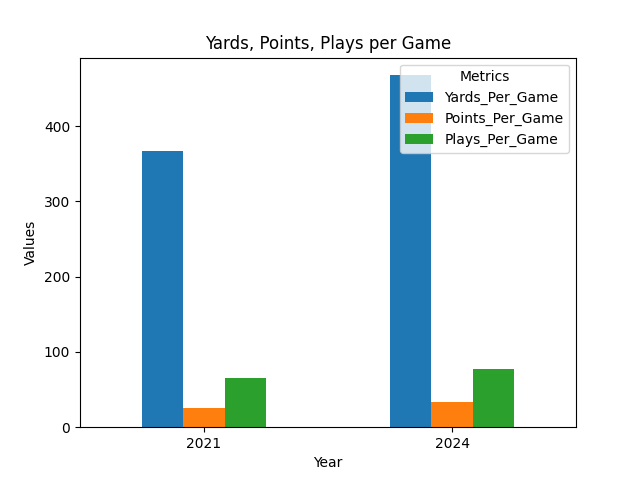 Yards, Points, Plays per Game
Metrics
Yards_Per_Game
Points_Per_Game
Plays_Per_Game
400
300
200
100
0
Values
2021
2024
Year